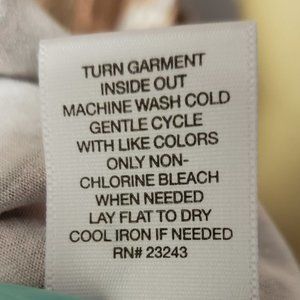 TURN GARMENT
INSIDE OUT
MACHINE WASH COLD
GENTLE CYCLE
WITH LIKE COLORS
ONLY NON-
CHLORINE BLEACH
WHEN NEEDED
LAY FLAT TO DRY
COOL IRON IF NEEDED
RN# 23243